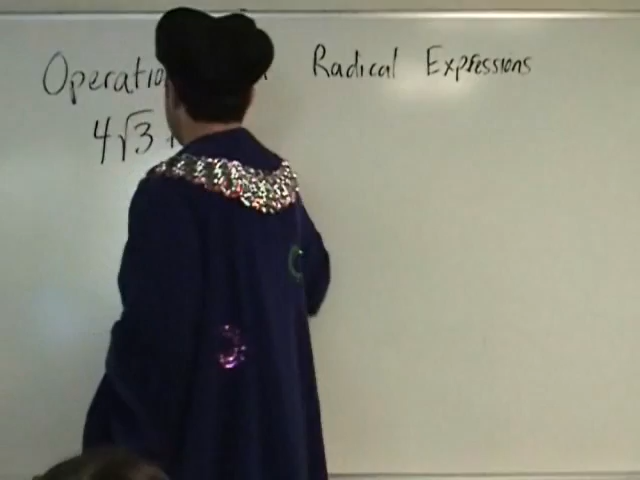 Operatio Radical Expressions
4√3 +